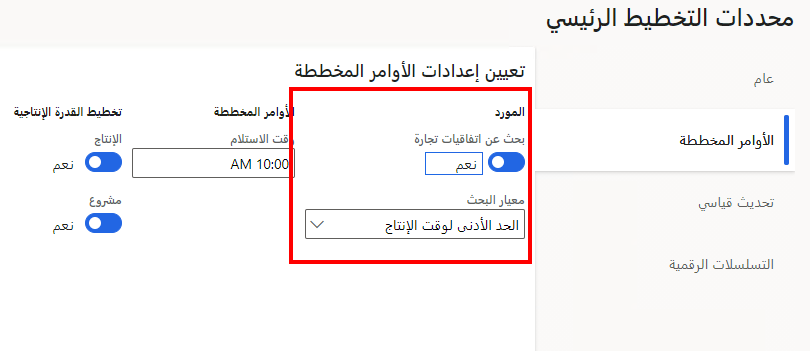 محددات التخطيط الرئيسي
عام
الأوامر المخططة
تحديث قياسي
التسلسلات الرقمية
تعيين إعدادات الأوامر المخططة
المورد
بحث عن اتفاقيات تجارة
نعم
معيار البحث
الحد الأدنى لوقت الإنتاج
الأوامر المخططة
وقت الاستلام
10:00 AM
تخطيط القدرة الإنتاجية
الإنتاج
نعم
مشروع
نعم